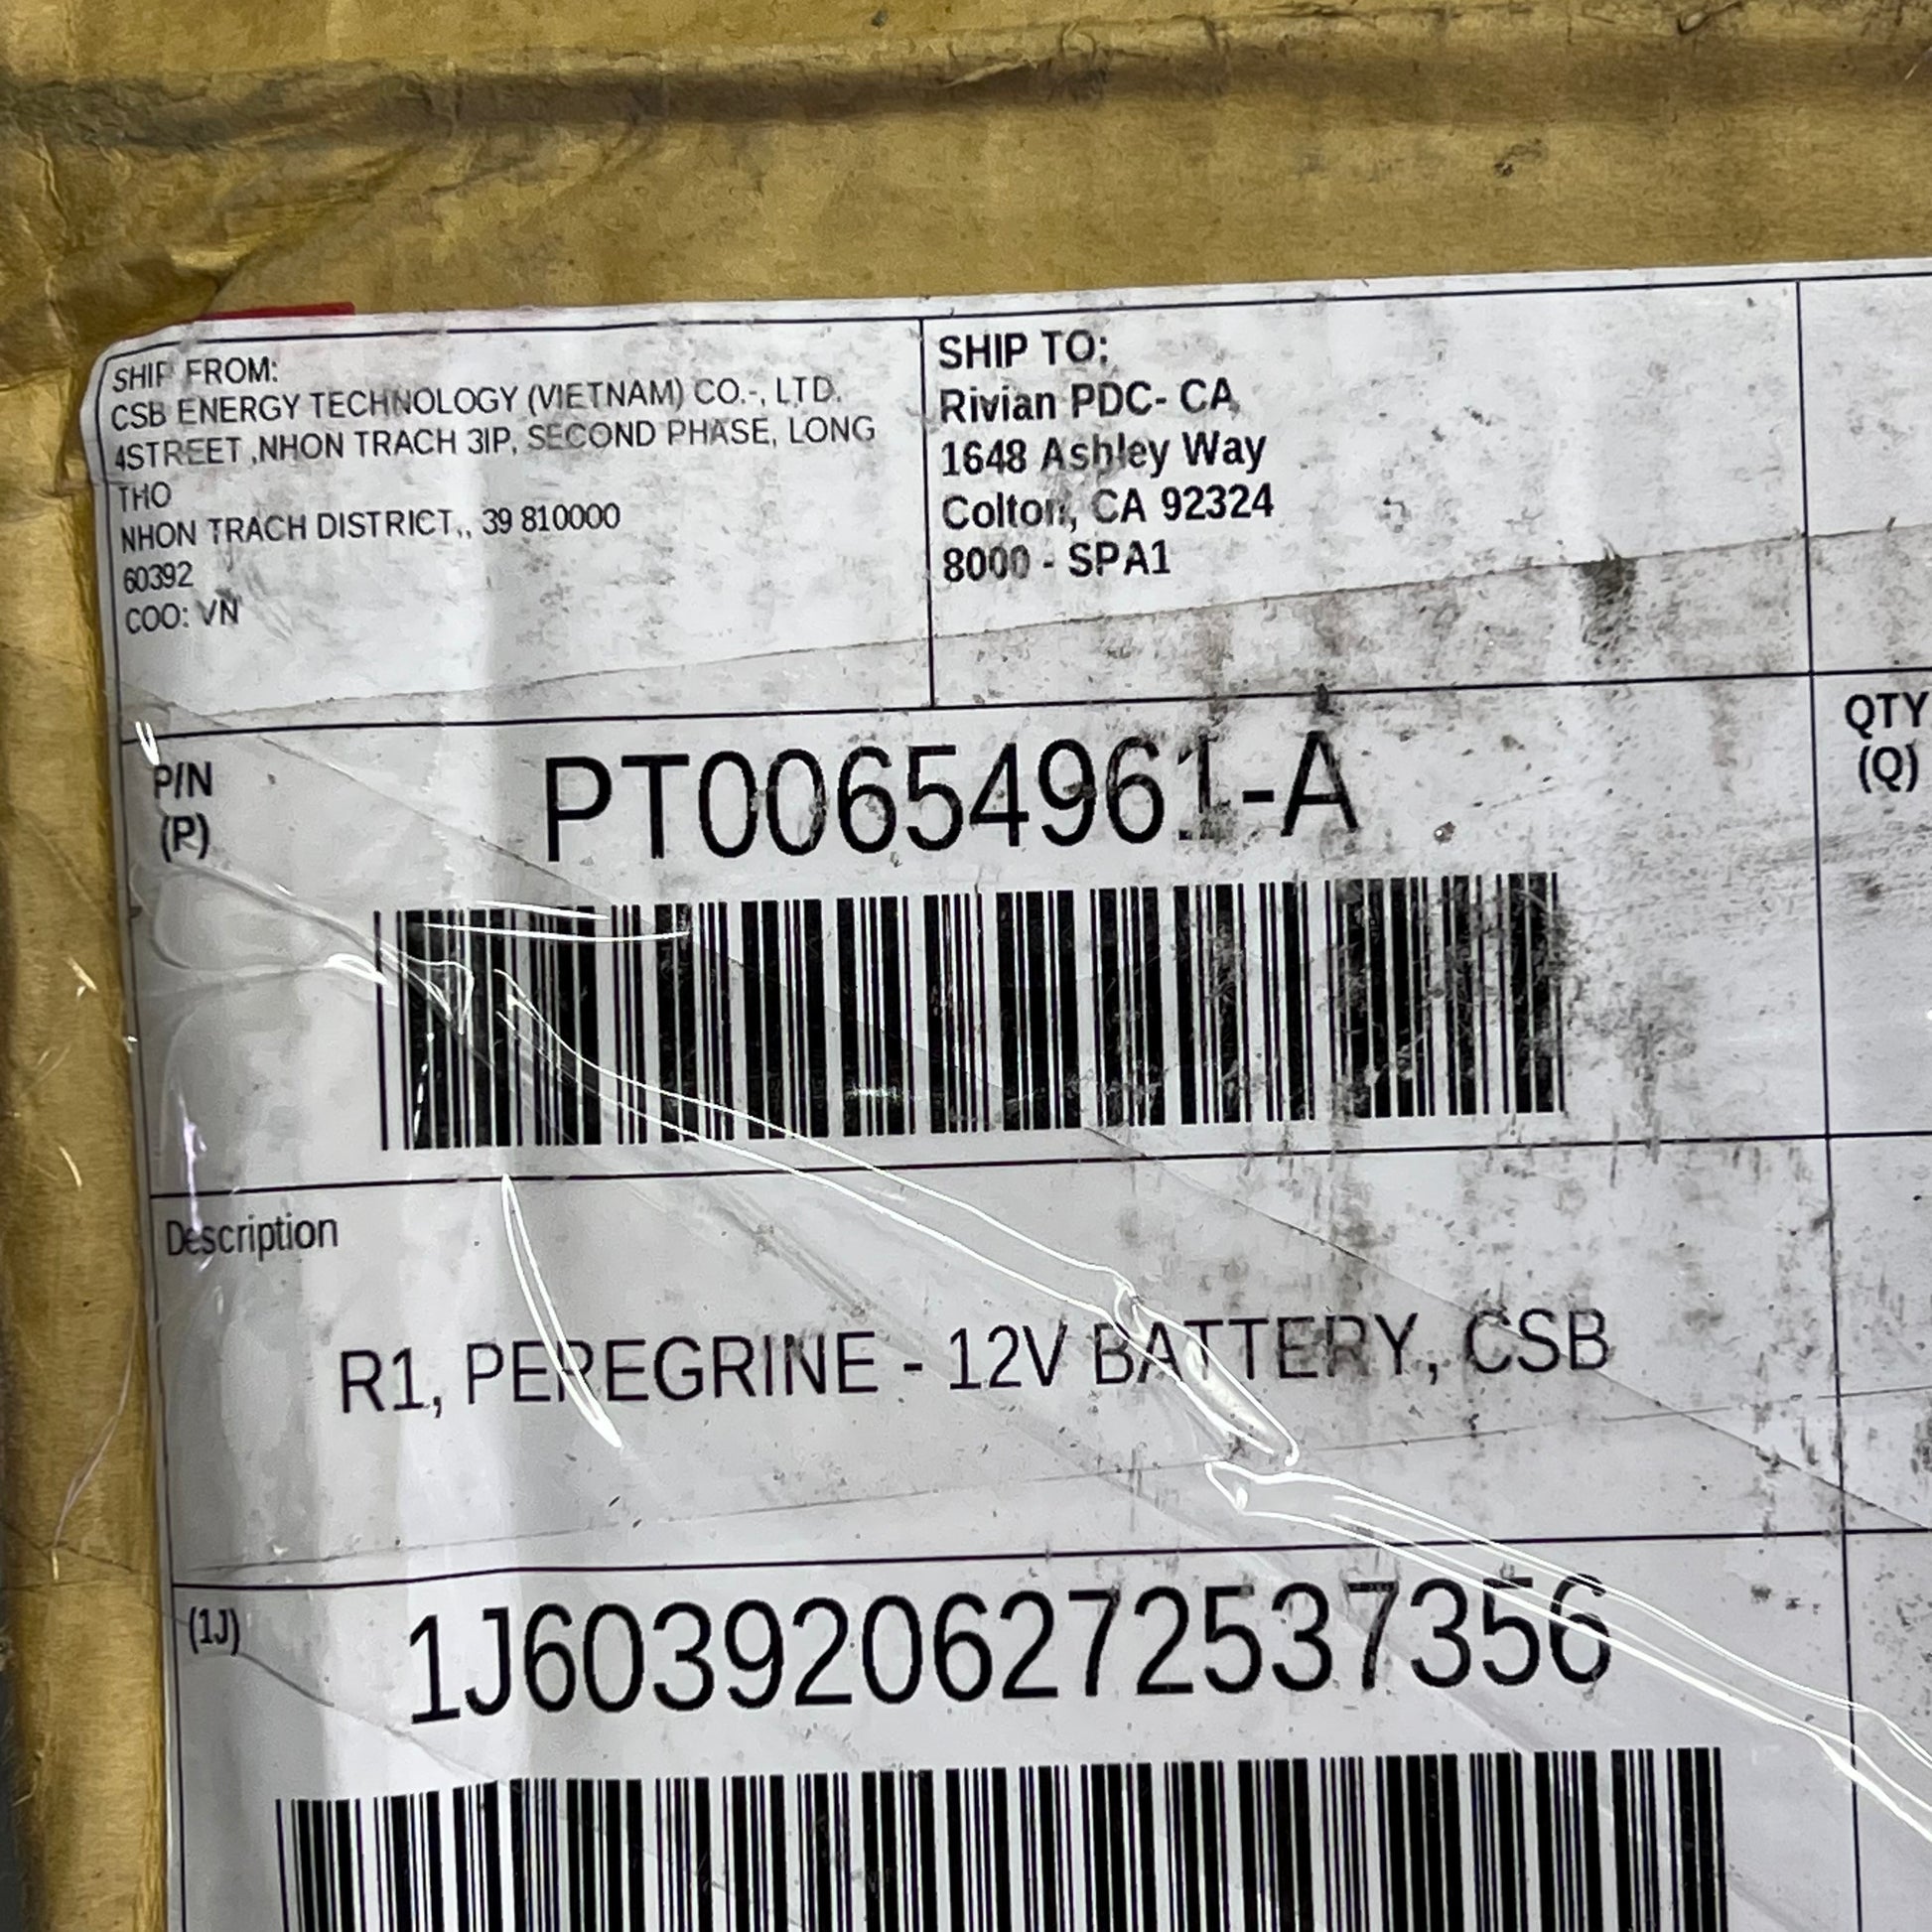 SHIP FROM:
CSB ENERGY TECHNOLOGY (VIETNAM) CO.-, LTD.
4STREET ,NHON TRACH 3IP, SECOND PHASE, LONG
THO
NHON TRACH DISTRICT,, 39 810000
60392
COO: VN
SHIP TO:
Rivian PDC- CA
1648 Ashley Way
Colton, CA 92324
8000 - SPA1
P/N
(P)
PT00654961-A
QTY
(Q)
Description
R1, PEREGRINE - 12V BATTERY, CSB
(1J)
1J6039206272537356